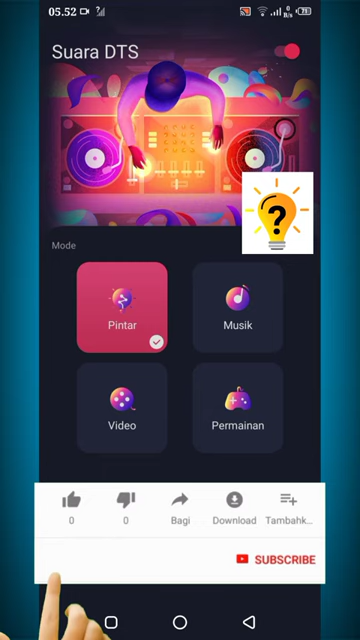 05.52
Suara DTS
?
Mode
Pintar
Musik
Video
Permainan
0
0
Bagi
Download
Tambahk...
SUBSCRIBE